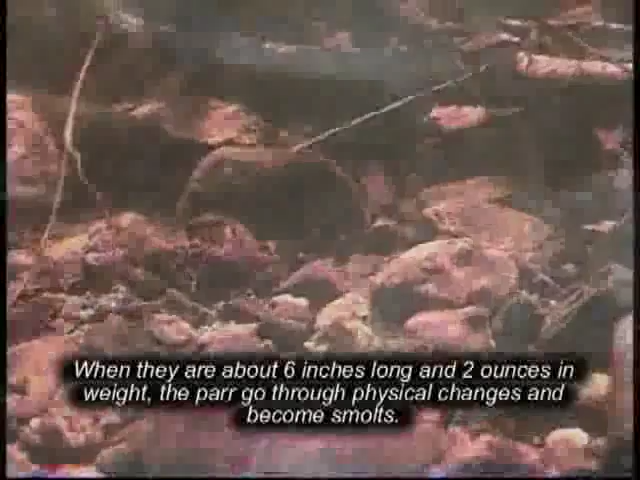 When they are about 6 inches long and 2 ounces in
weight, the parr go through physical changes and
become smolts.